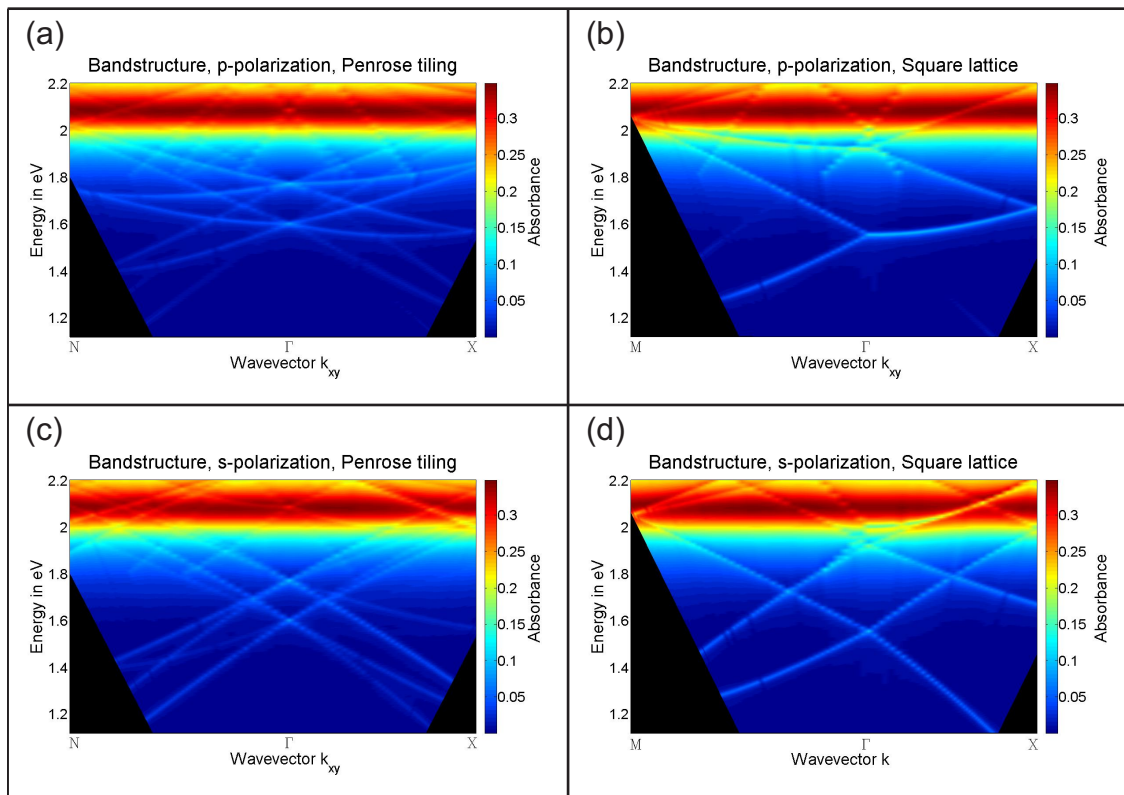 (a)
Bandstructure, p-polarization, Penrose tiling
2.2
2
1.8
1.6
1.4
1.2
Energy in eV
N Γ X
Wavevector k_xy
0.3
0.25
0.2
0.15
0.1
0.05
Absorbance
(b)
Bandstructure, p-polarization, Square lattice
2.2
2
1.8
1.6
1.4
1.2
Energy in eV
M Γ X
Wavevector k_xy
0.3
0.25
0.2
0.15
0.1
0.05
Absorbance
(c)
Bandstructure, s-polarization, Penrose tiling
2.2
2
1.8
1.6
1.4
1.2
Energy in eV
N Γ X
Wavevector k_xy
0.3
0.25
0.2
0.15
0.1
0.05
Absorbance
(d)
Bandstructure, s-polarization, Square lattice
2.2
2
1.8
1.6
1.4
1.2
Energy in eV
M Γ X
Wavevector k
0.3
0.25
0.2
0.15
0.1
0.05
Absorbance